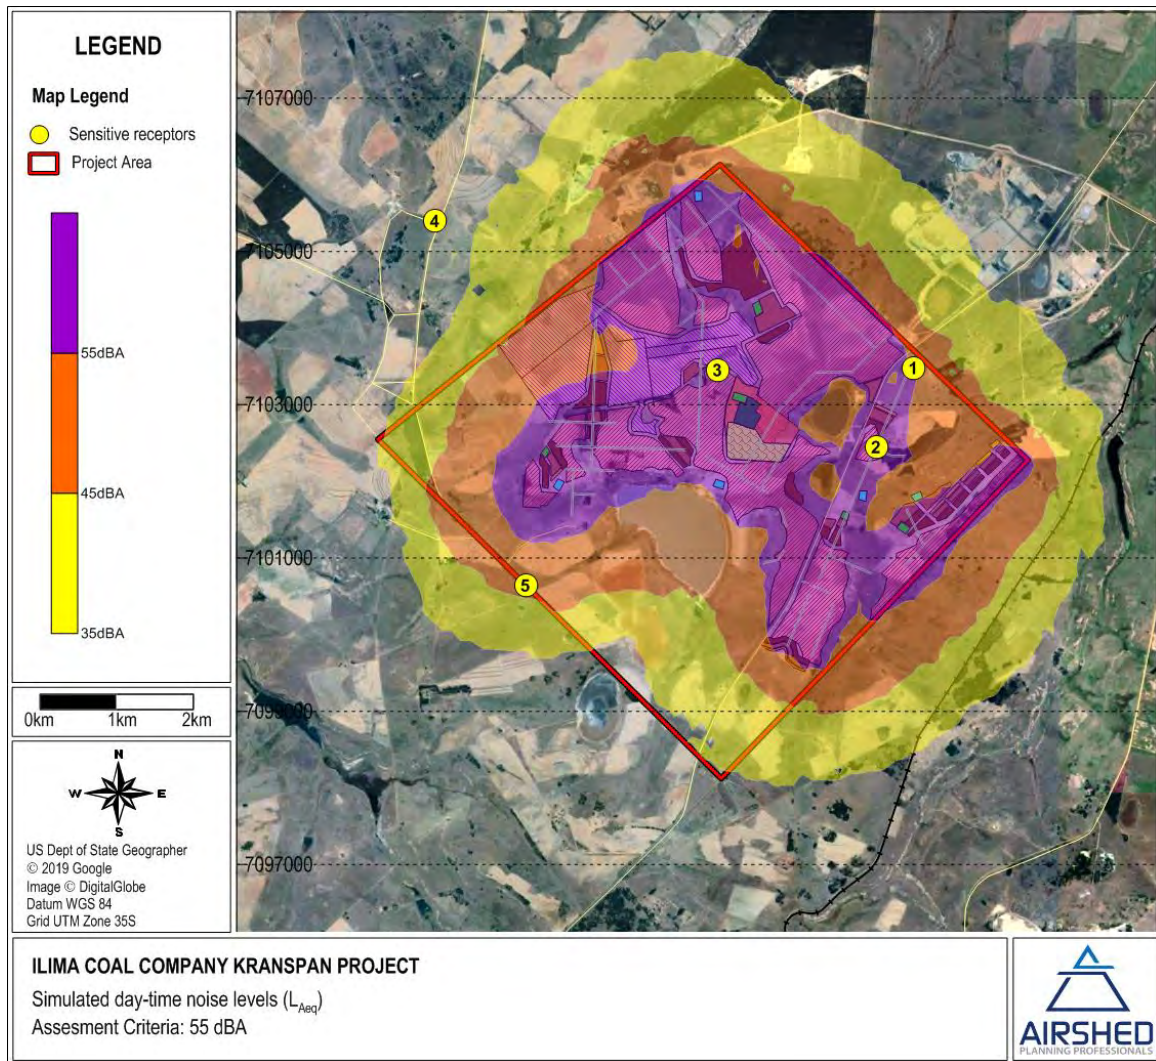 LEGEND
Map Legend
Sensitive receptors
Project Area
55dBA
45dBA
35dBA
0km 1km 2km
N
W E
S
US Dept of State Geographer
© 2019 Google
Image © DigitalGlobe
Datum WGS 84
Grid UTM Zone 35S
7107000
4
7105000
3
1
7103000
2
7101000
5
7099000
7097000
ILIMA COAL COMPANY KRANSPAN PROJECT
Simulated day-time noise levels (LAeq)
Assesment Criteria: 55 dBA
AIRSHED
PLANNING PROFESSIONALS